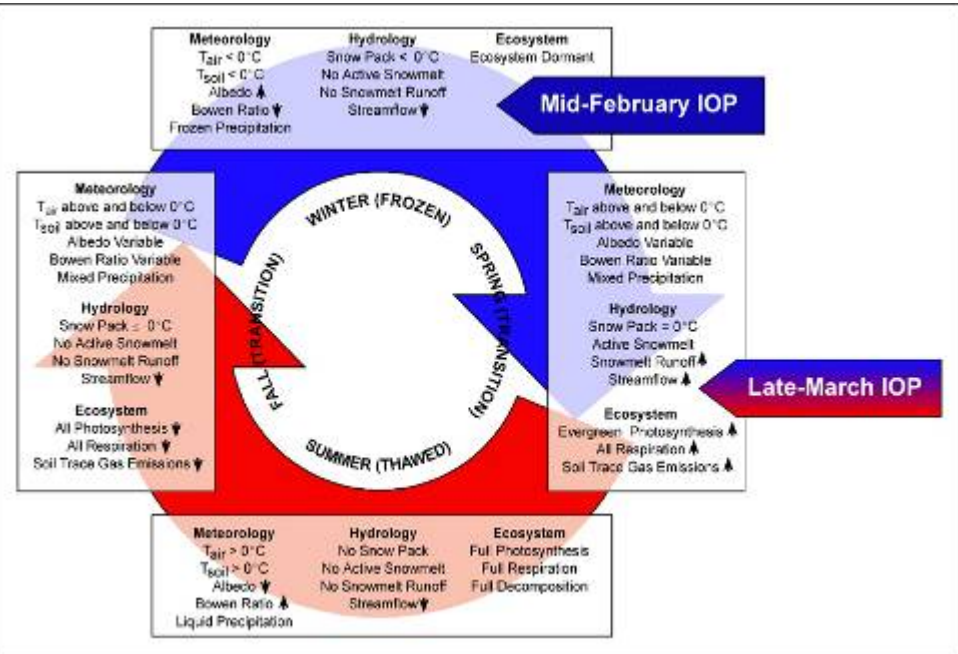 Meteorology
Tair < 0°C
Tsoil < 0°C
Albedo ↑
Bowen Ratio ↓
Frozen Precipitation
Hydrology
Snow Pack < 0°C
No Active Snowmelt
No Snowmelt Runoff
Streamflow ↓
Ecosystem
Ecosystem Dormant
Mid-February IOP
Meteorology
Tair above and below 0°C
Tsoil above and below 0°C
Albedo Variable
Bowen Ratio Variable
Mixed Precipitation
Hydrology
Snow Pack ≤ 0°C
No Active Snowmelt
No Snowmelt Runoff
Streamflow ↓
Ecosystem
All Photosynthesis ↓
All Respiration ↓
Soil Trace Gas Emissions ↓
WINTER (FROZEN)
SPRING (TRANSITION)
SUMMER (THAWED)
FALL (TRANSITION)
Meteorology
Tair above and below 0°C
Tsoil above and below 0°C
Albedo Variable
Bowen Ratio Variable
Mixed Precipitation
Hydrology
Snow Pack = 0°C
Active Snowmelt
Snowmelt Runoff ↑
Streamflow ↑
Ecosystem
Evergreen Photosynthesis ↑
All Respiration ↑
Soil Trace Gas Emissions ↑
Late-March IOP
Meteorology
Tair > 0°C
Tsoil > 0°C
Albedo ↓
Bowen Ratio ↑
Liquid Precipitation
Hydrology
No Snow Pack
No Active Snowmelt
No Snowmelt Runoff
Streamflow ↓
Ecosystem
Full Photosynthesis
Full Respiration
Full Decomposition